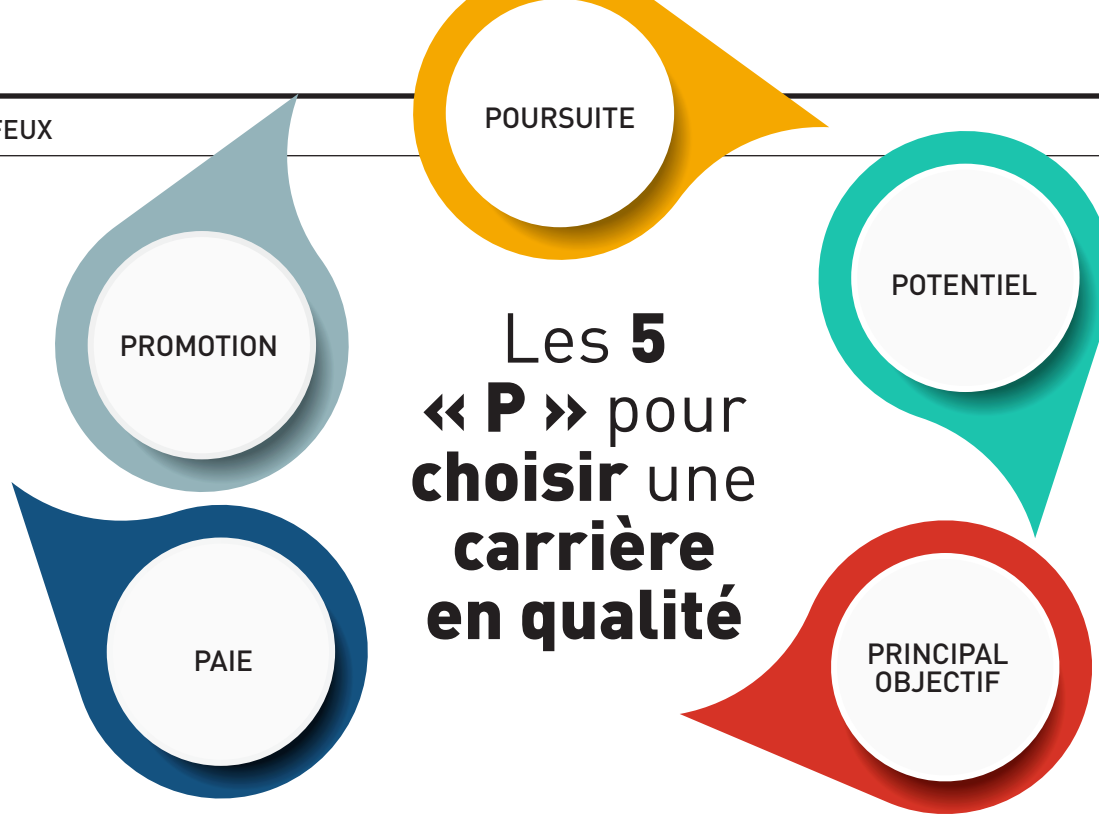 FEUX
POURSUITE
POTENTIEL
PROMOTION
Les 5
« P » pour
choisir une
carrière
en qualité
PAIE
PRINCIPAL
OBJECTIF